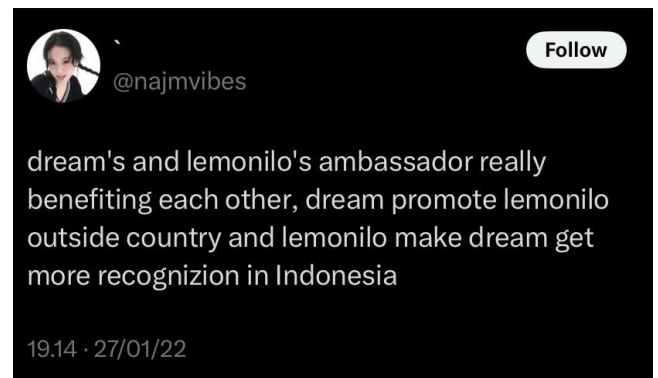 `
Follow
@najmvibes
dream's and lemonilo's ambassador really
benefiting each other, dream promote lemonilo
outside country and lemonilo make dream get
more recognizion in Indonesia
19.14 · 27/01/22